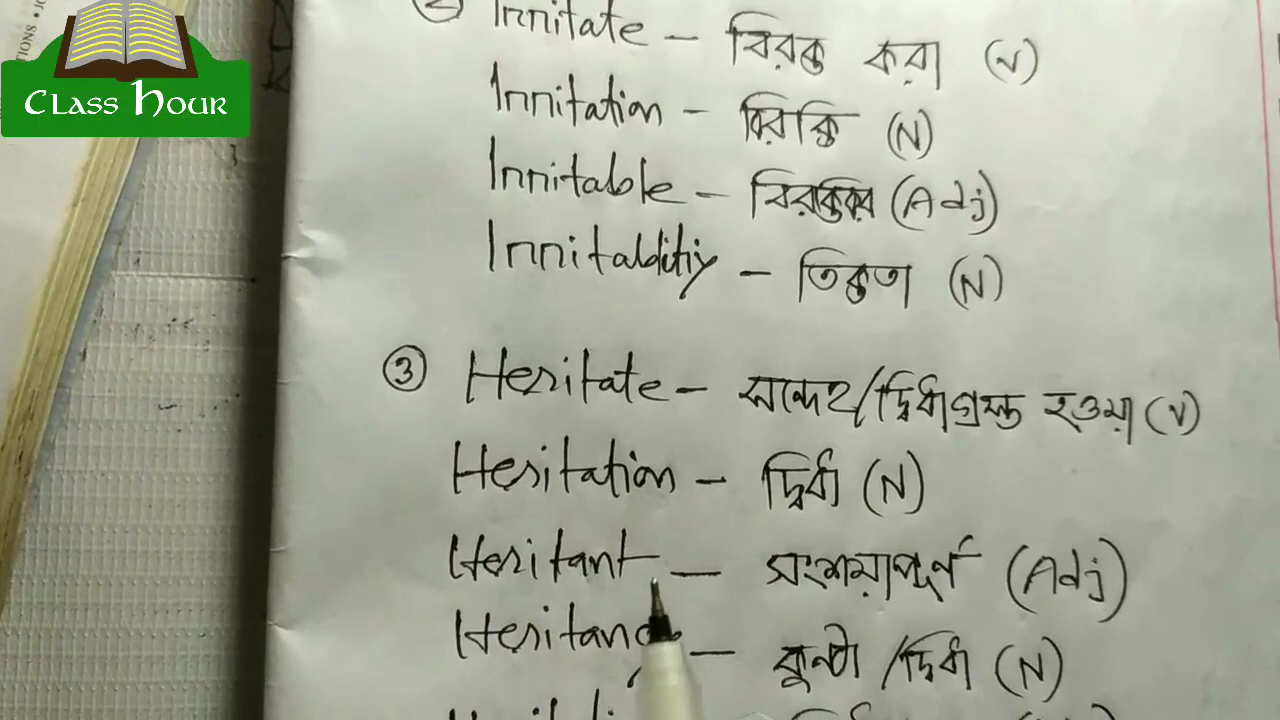 CLASS HOUR
② Irritate – বিরক্ত করা (v)
Irritation – বিরক্তি (N)
Irritable – বিরক্তিকর (Adj)
Irritability – তিক্ততা (N)
③ Hesitate – সন্দেহ/দ্বিধাগ্রস্ত হওয়া (v)
Hesitation – দ্বিধা (N)
Hesitant – সংশয়াপূর্ণ (Adj)
– কুন্ঠা /দ্বিধা (N)